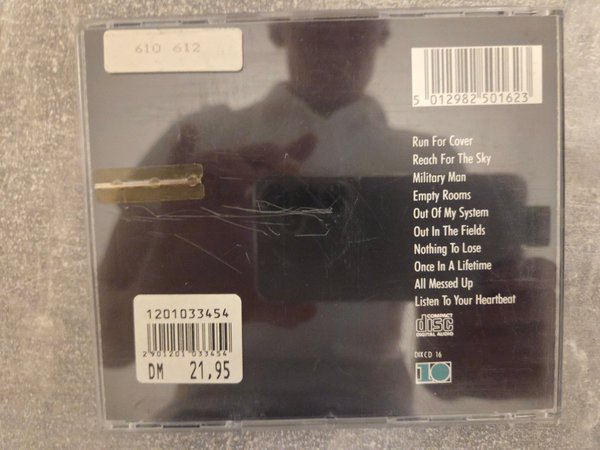 610 612
5 012982 501623
Run For Cover
Reach For The Sky
Military Man
Empty Rooms
Out Of My System
Out In The Fields
Nothing To Lose
Once In A Lifetime
All Messed Up
Listen To Your Heartbeat
COMPACT
disc
DIGITAL AUDIO
DIXCD 16
10
1201033454
2 901201 033454
DM 21,95